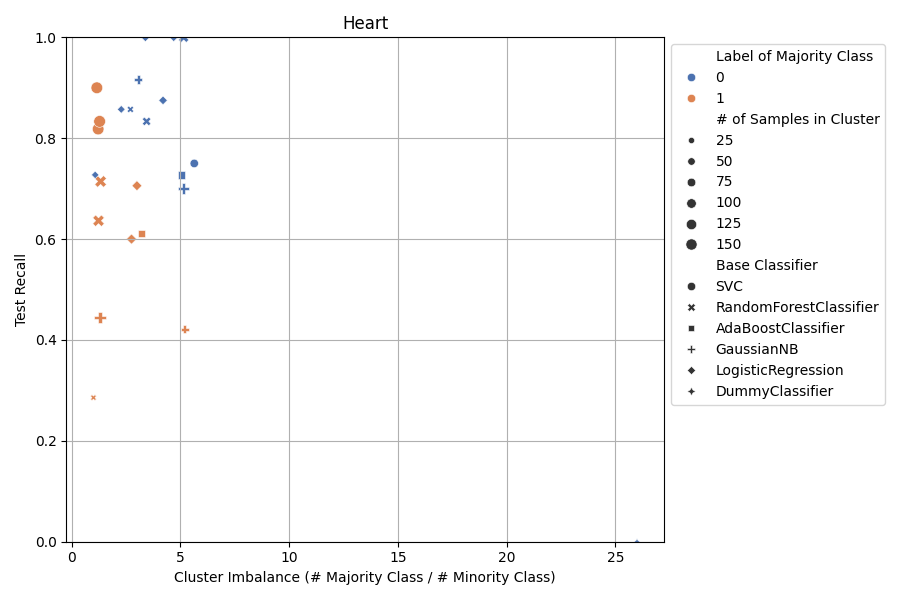 Heart
Test Recall
1.0
0.8
0.6
0.4
0.2
0.0
0 5 10 15 20 25
Cluster Imbalance (# Majority Class / # Minority Class)
Label of Majority Class
0
1
# of Samples in Cluster
25
50
75
100
125
150
Base Classifier
SVC
RandomForestClassifier
AdaBoostClassifier
GaussianNB
LogisticRegression
DummyClassifier